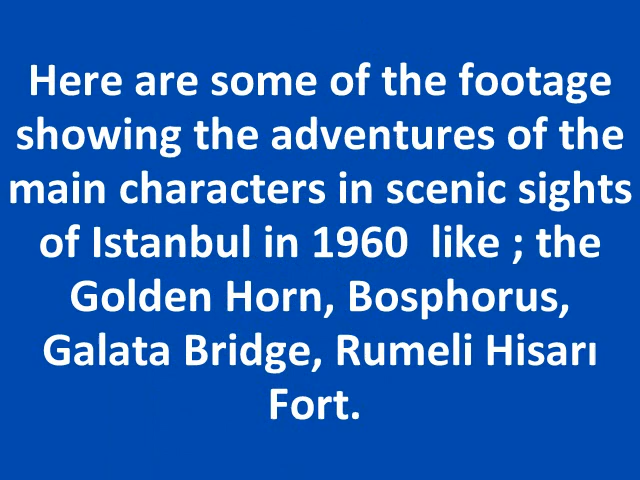 Here are some of the footage
showing the adventures of the
main characters in scenic sights
of Istanbul in 1960  like ; the
Golden Horn, Bosphorus,
Galata Bridge, Rumeli Hisarı
Fort.